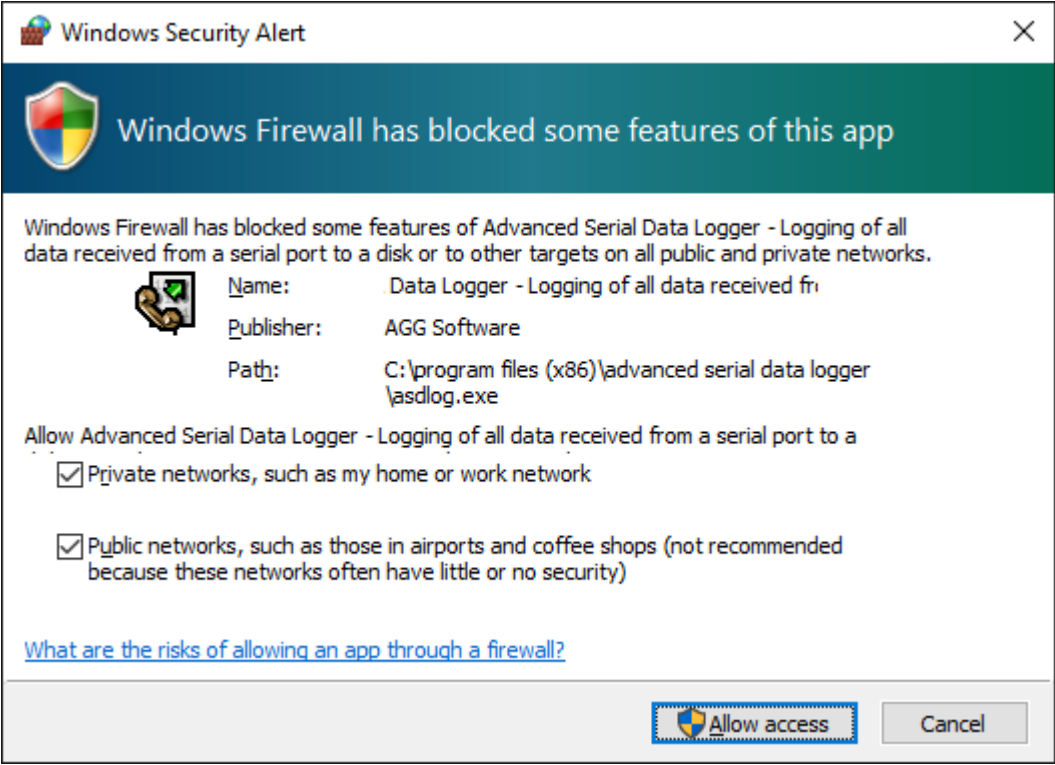 Windows Security Alert
Windows Firewall has blocked some features of this app
Windows Firewall has blocked some features of Advanced Serial Data Logger - Logging of all
data received from a serial port to a disk or to other targets on all public and private networks.
Name: Data Logger - Logging of all data received fr
Publisher: AGG Software
Path: C:\program files (x86)\advanced serial data logger
\asdlog.exe
Allow Advanced Serial Data Logger - Logging of all data received from a serial port to a
Private networks, such as my home or work network
Public networks, such as those in airports and coffee shops (not recommended
because these networks often have little or no security)
What are the risks of allowing an app through a firewall?
Allow access Cancel